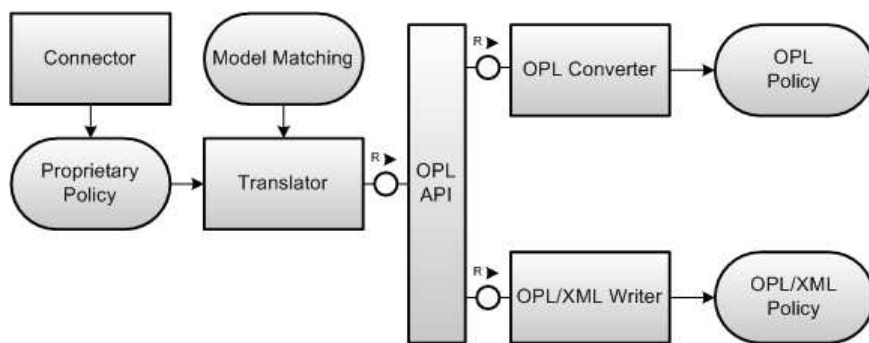 Connector
Model Matching
OPL Converter
OPL
Policy
R ►
Proprietary
Policy
Translator
R ►
OPL
API
R ►
OPL/XML Writer
OPL/XML
Policy